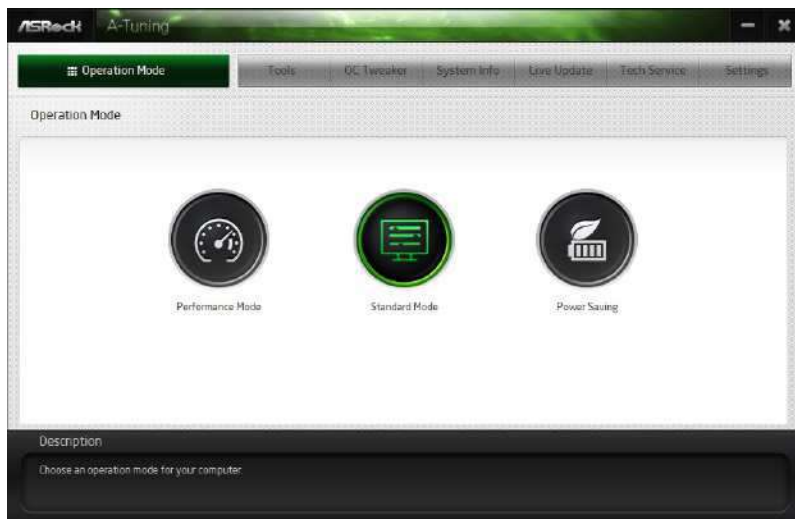 ASRock A-Tuning
Operation Mode Tools OC Tweaker System Info Live Update Tech Service Settings
Operation Mode
Performance Mode Standard Mode Power Saving
Description
Choose an operation mode for your computer